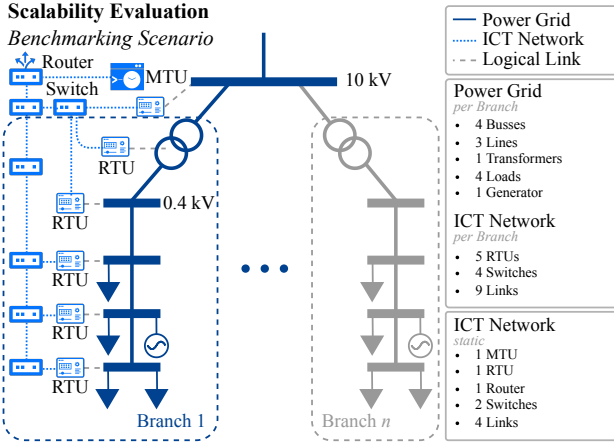 Scalability Evaluation
Benchmarking Scenario
Router
Switch
MTU
10 kV
RTU
0.4 kV
RTU
RTU
RTU
RTU
Branch 1
Branch n
Power Grid
ICT Network
Logical Link
Power Grid
per Branch
• 4 Busses
• 3 Lines
• 1 Transformers
• 4 Loads
• 1 Generator
ICT Network
per Branch
• 5 RTUs
• 4 Switches
• 9 Links
ICT Network
static
• 1 MTU
• 1 RTU
• 1 Router
• 2 Switches
• 4 Links